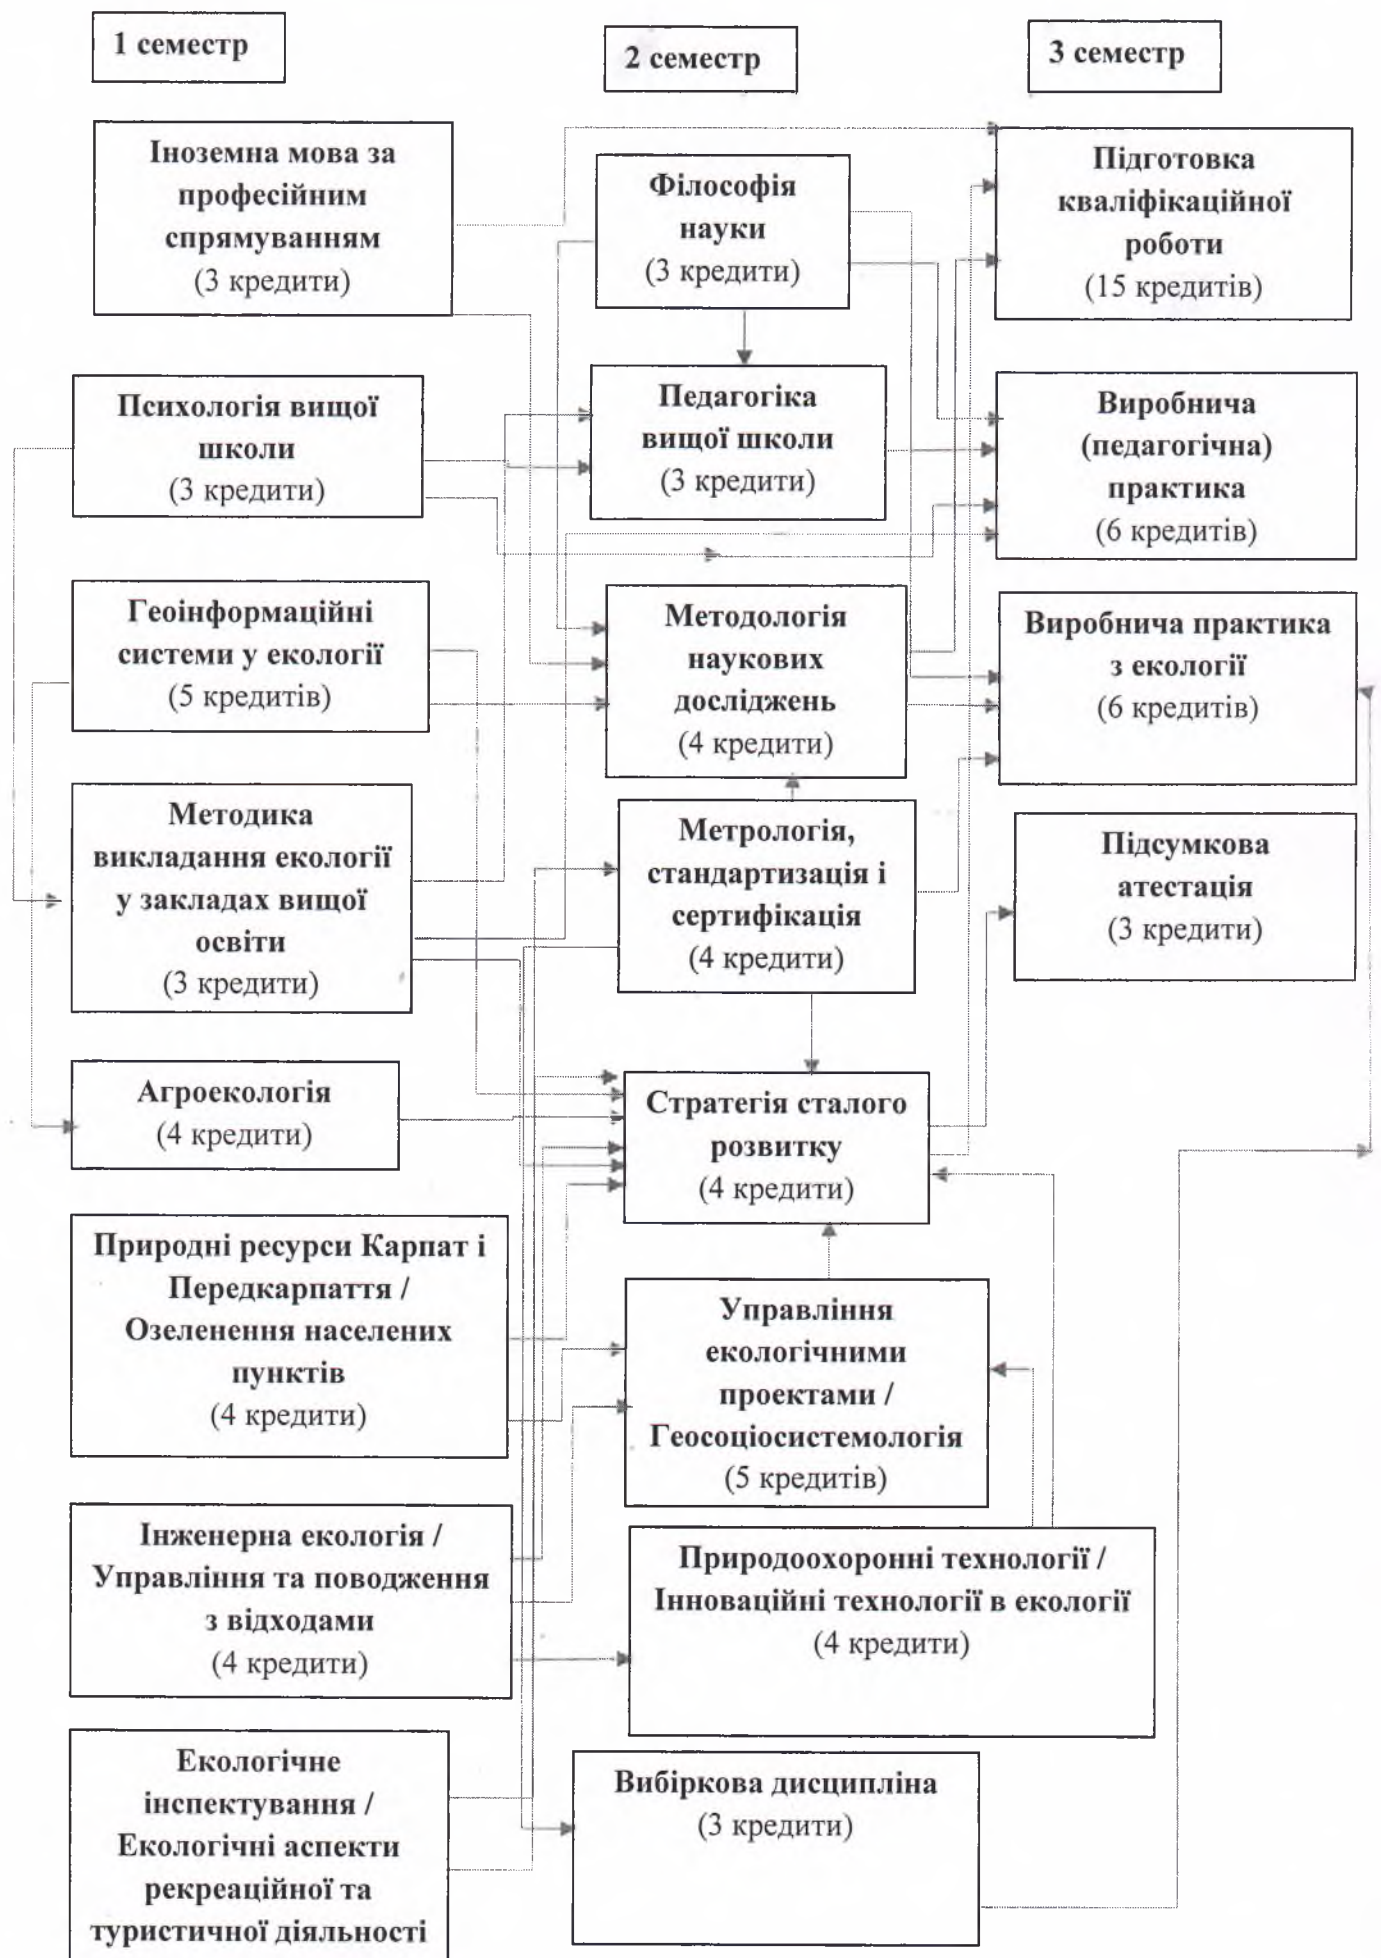 1 семестр
2 семестр
3 семестр
Іноземна мова за
професійним
спрямуванням
(3 кредити)
Психологія вищої
школи
(3 кредити)
Геоінформаційні
системи у екології
(5 кредитів)
Методика
викладання екології
у закладах вищої
освіти
(3 кредити)
Агроекологія
(4 кредити)
Природні ресурси Карпат і
Передкарпаття /
Озеленення населених
пунктів
(4 кредити)
Інженерна екологія /
Управління та поводження
з відходами
(4 кредити)
Екологічне
інспектування /
Екологічні аспекти
рекреаційної та
туристичної діяльності
Філософія
науки
(3 кредити)
Педагогіка
вищої школи
(3 кредити)
Методологія
наукових
досліджень
(4 кредити)
Метрологія,
стандартизація і
сертифікація
(4 кредити)
Стратегія сталого
розвитку
(4 кредити)
Управління
екологічними
проектами /
Геосоціосистемологія
(5 кредитів)
Природоохоронні технології /
Інноваційні технології в екології
(4 кредити)
Вибіркова дисципліна
(3 кредити)
Підготовка
кваліфікаційної
роботи
(15 кредитів)
Виробнича
(педагогічна)
практика
(6 кредитів)
Виробнича практика
з екології
(6 кредитів)
Підсумкова
атестація
(3 кредити)